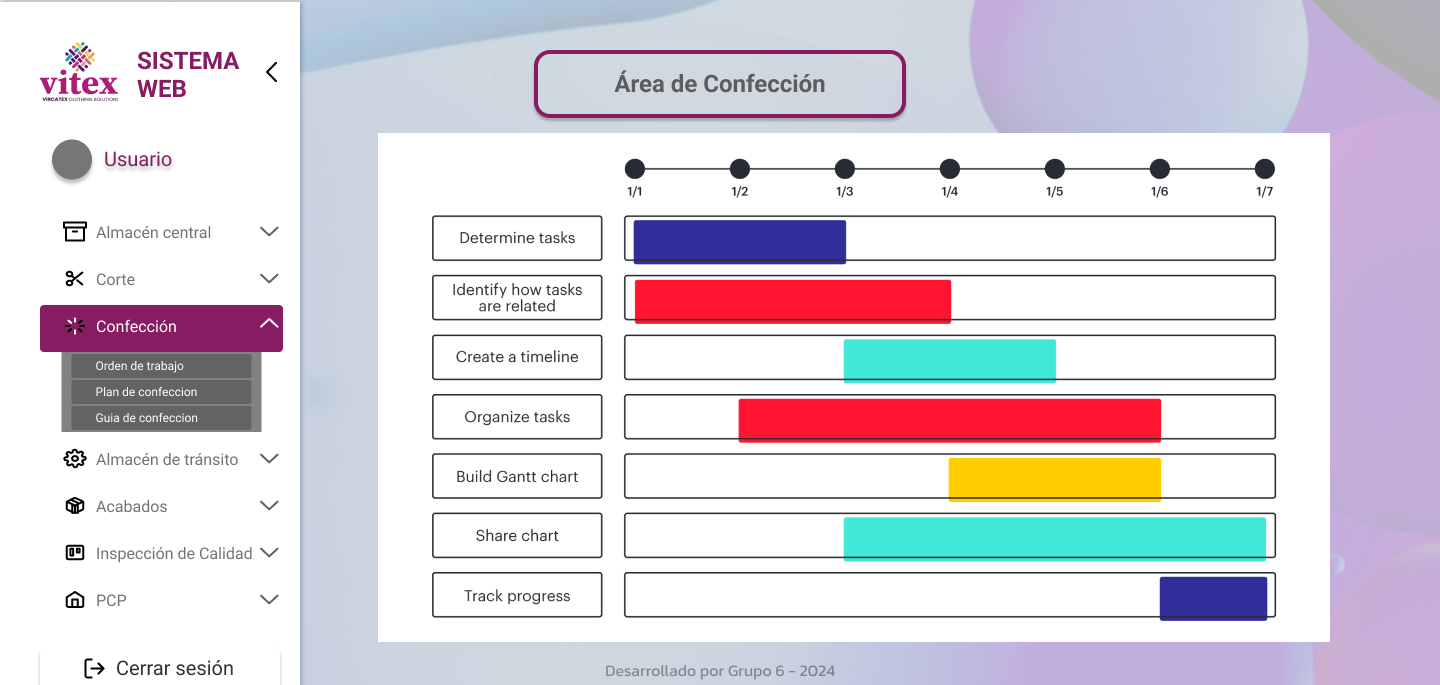 vitex
VIRCATEX CLOTHING SOLUTIONS
SISTEMA
WEB
Usuario
Almacén central
Corte
Confección
Orden de trabajo
Plan de confeccion
Guia de confeccion
Almacén de tránsito
Acabados
Inspección de Calidad
PCP
Cerrar sesión
Área de Confección
1/1 1/2 1/3 1/4 1/5 1/6 1/7
Determine tasks
Identify how tasks
are related
Create a timeline
Organize tasks
Build Gantt chart
Share chart
Track progress
Desarrollado por Grupo 6 - 2024